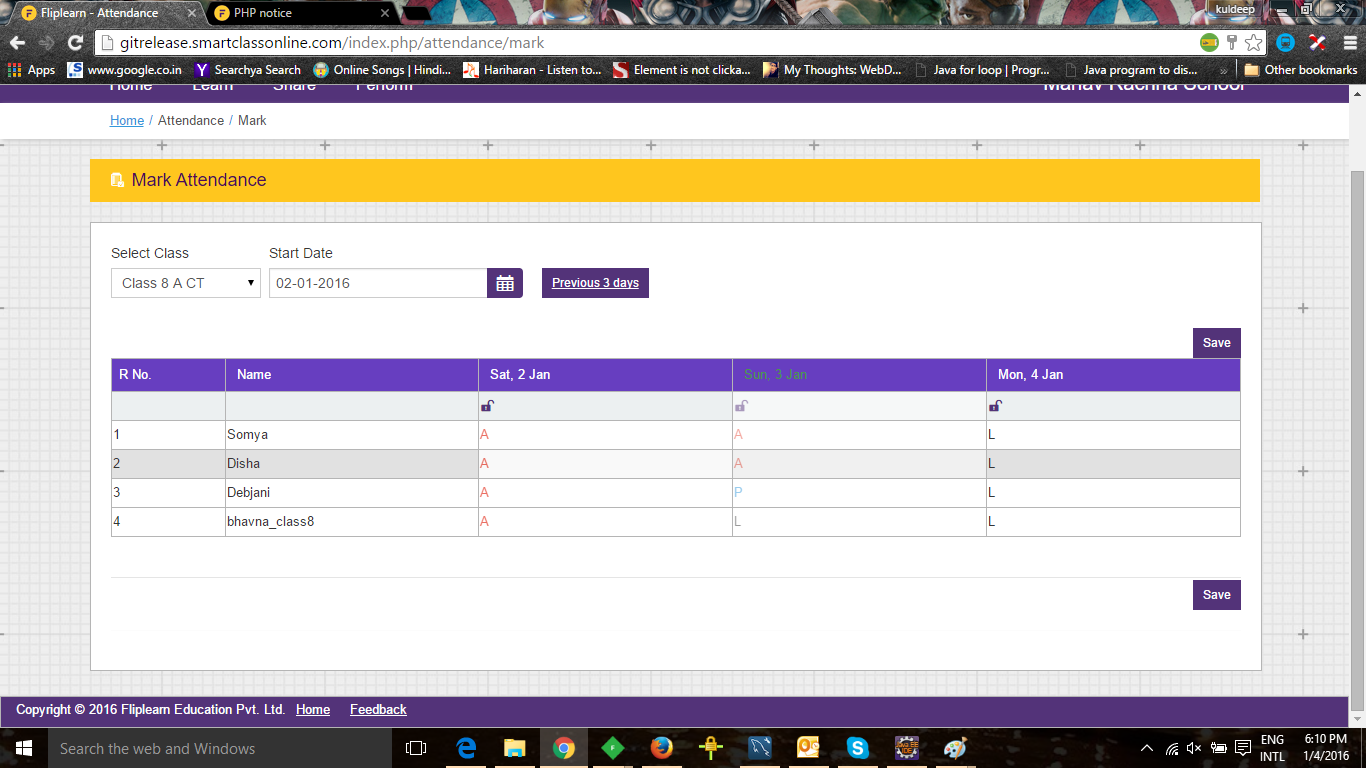 Fliplearn - Attendance
PHP notice
kuldeep
gitrelease.smartclassonline.com/index.php/attendance/mark
Apps www.google.co.in Searchya Search Online Songs | Hindi... Hariharan - Listen to... Element is not clicka... My Thoughts: WebD... Java for loop | Progr... Java program to dis... » Other bookmarks
Home Learn Share Perform Manav Rachna School
Home / Attendance / Mark
Mark Attendance
Select Class Start Date
Class 8 A CT 02-01-2016 Previous 3 days
Save
R No. Name Sat, 2 Jan Sun, 3 Jan Mon, 4 Jan
1 Somya A A L
2 Disha A A L
3 Debjani A P L
4 bhavna_class8 A L L
Save
Copyright © 2016 Fliplearn Education Pvt. Ltd. Home Feedback
Search the web and Windows
ENG 6:10 PM
INTL 1/4/2016